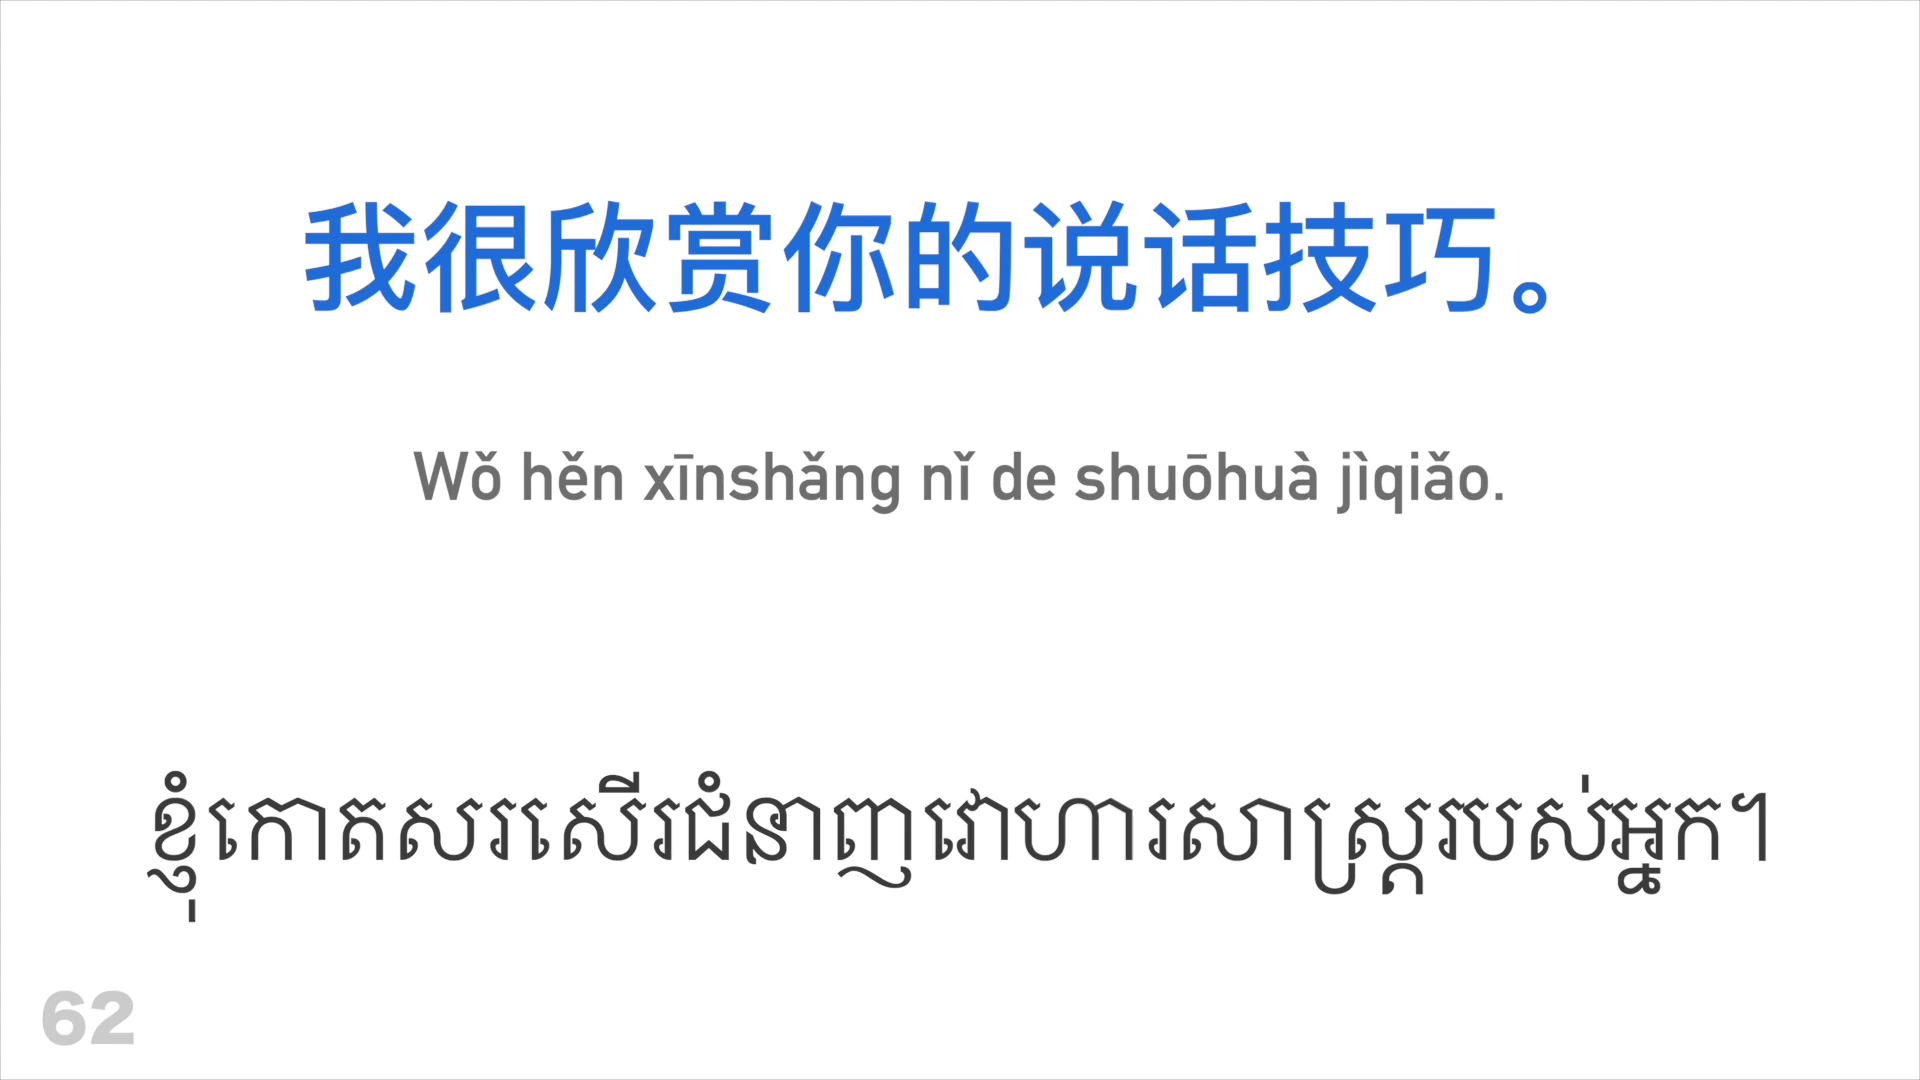 我很欣赏你的说话技巧。
Wǒ hěn xīnshǎng nǐ de shuōhuà jìqiǎo.
ខ្ញុំកោតសរសើរជំនាញវោហារសាស្ត្ររបស់អ្នក។
62